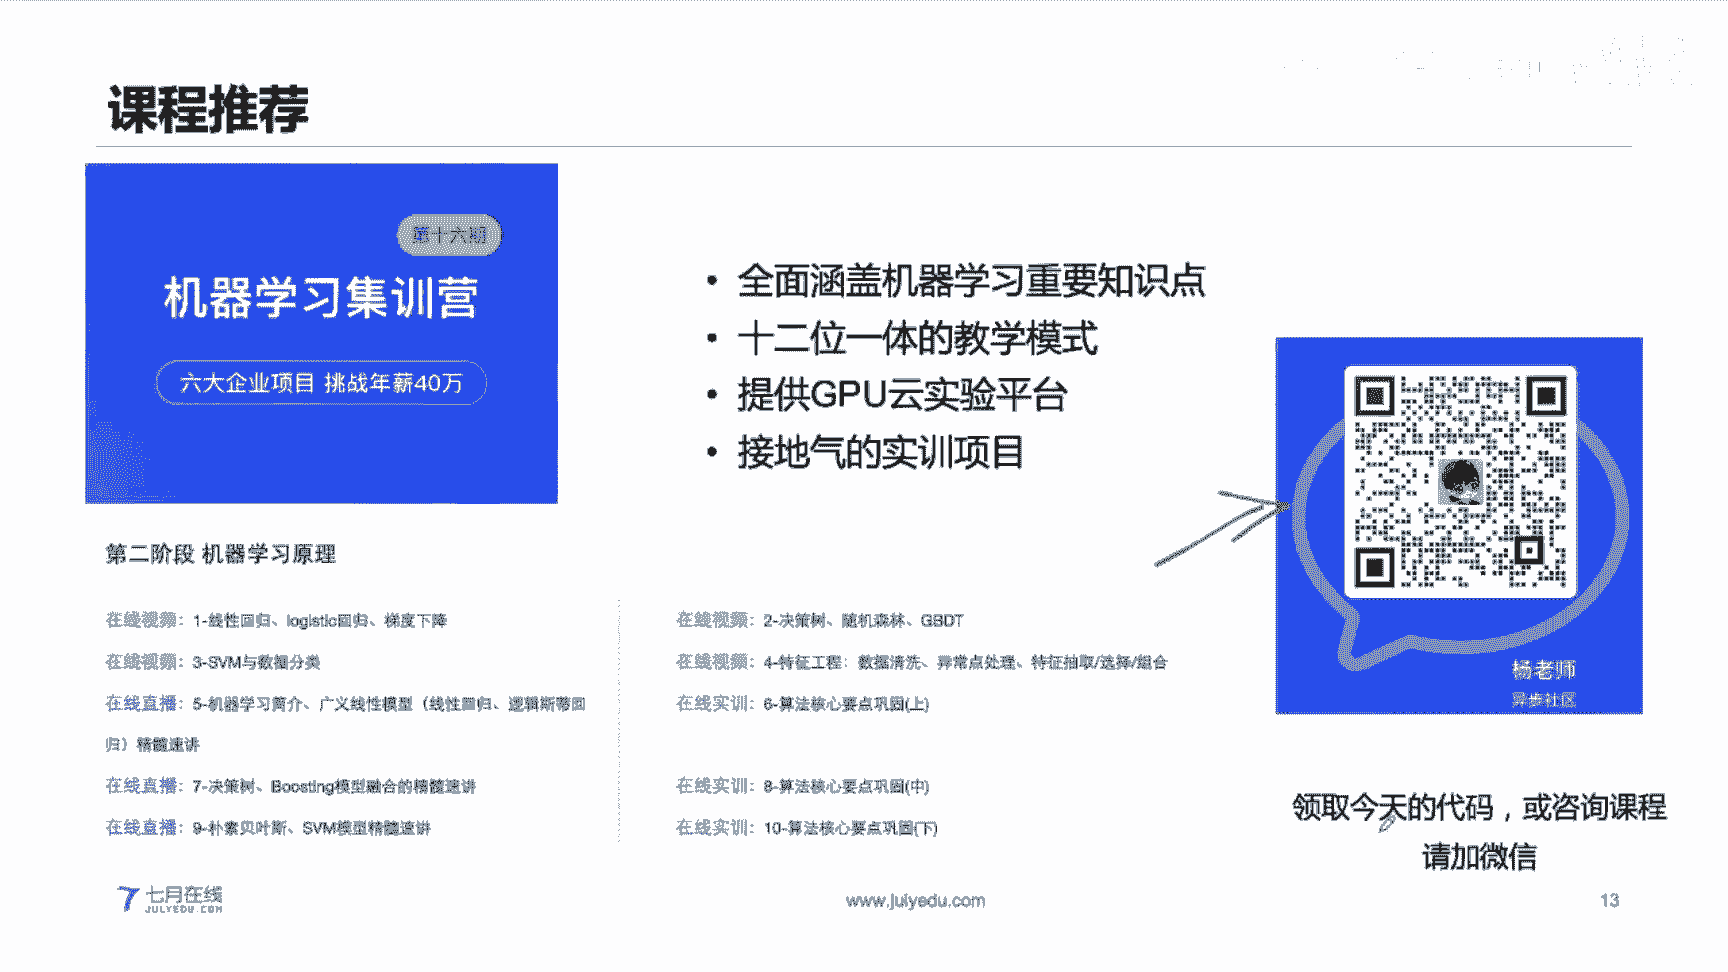 课程推荐
第十六期
机器学习集训营
六大企业项目 挑战年薪40万
• 全面涵盖机器学习重要知识点
• 十二位一体的教学模式
• 提供GPU云实验平台
• 接地气的实训项目
第二阶段 机器学习原理
在线视频：1-线性回归、logistic回归、梯度下降
在线视频：2-决策树、随机森林、GBDT
在线视频：3-SVM与数据分类
在线视频：4-特征工程：数据清洗、异常点处理、特征抽取/选择/组合
在线直播：5-机器学习简介、广义线性模型（线性回归、逻辑斯蒂回
归）精髓速讲
在线实训：6-算法核心要点巩固(上)
在线直播：7-决策树、Boosting模型融合的精髓速讲
在线实训：8-算法核心要点巩固(中)
在线直播：9-朴素贝叶斯、SVM模型精髓速讲
在线实训：10-算法核心要点巩固(下)
杨老师
异步社区
领取今天的代码，或咨询课程
请加微信
七月在线
JULYEDU.COM
www.julyedu.com
13